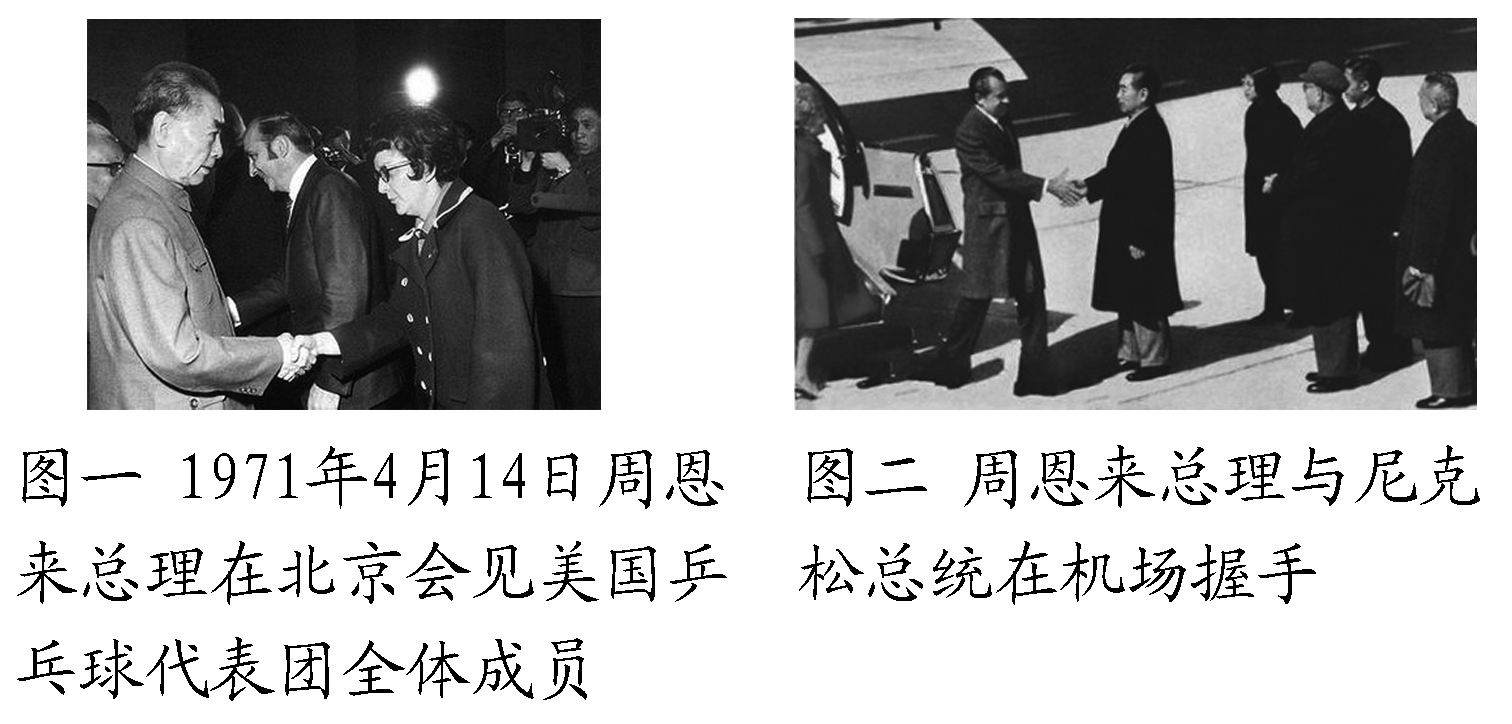 图一 1971年4月14日周恩
来总理在北京会见美国乒
乓球代表团全体成员
图二 周恩来总理与尼克
松总统在机场握手